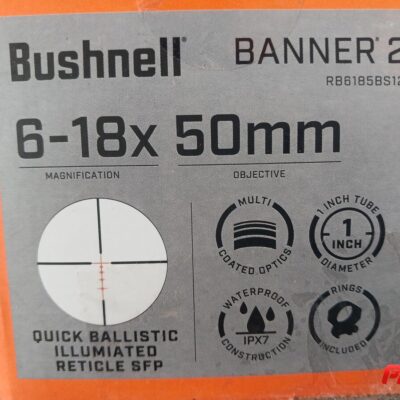 Bushnell® BANNER® 2
RB6185BS12
6-18x 50mm
MAGNIFICATION OBJECTIVE
MULTI
COATED OPTICS
1 INCH TUBE
1
INCH
DIAMETER
WATERPROOF
IPX7
CONSTRUCTION
RINGS
INCLUDED
QUICK BALLISTIC
ILLUMIATED
RETICLE SFP